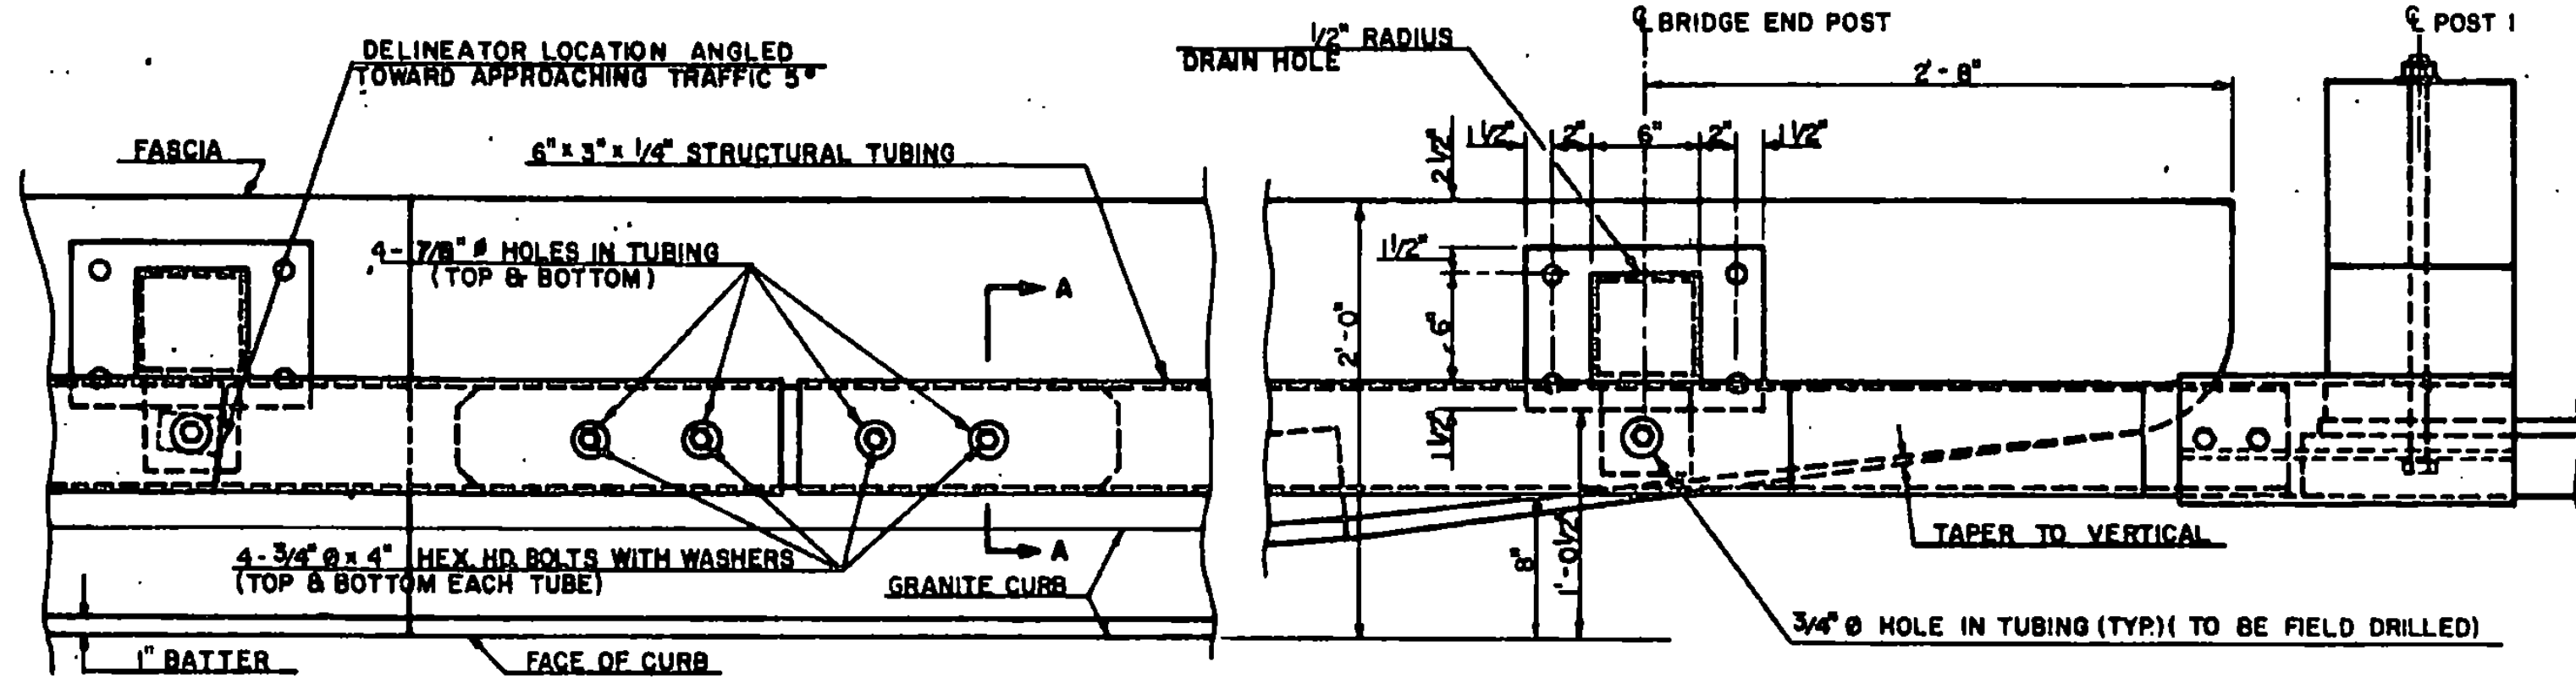 DELINEATOR LOCATION ANGLED
TOWARD APPROACHING TRAFFIC 5°
FASCIA
6" x 3" x 1/4" STRUCTURAL TUBING
4 - 7/8" Ø HOLES IN TUBING
(TOP & BOTTOM)
A
A
4 - 3/4" Ø x 4" HEX. HD. BOLTS WITH WASHERS
(TOP & BOTTOM EACH TUBE)
GRANITE CURB
1" BATTER
FACE OF CURB
1/2" RADIUS
DRAIN HOLE
℄ BRIDGE END POST
℄ POST 1
2'-8"
1 1/2"
2"
6"
2"
1 1/2"
2 1/2"
1 1/2"
6"
1 1/2"
2'-0"
8"
1'-0 1/2"
TAPER TO VERTICAL
3/4" Ø HOLE IN TUBING (TYP.) ( TO BE FIELD DRILLED)